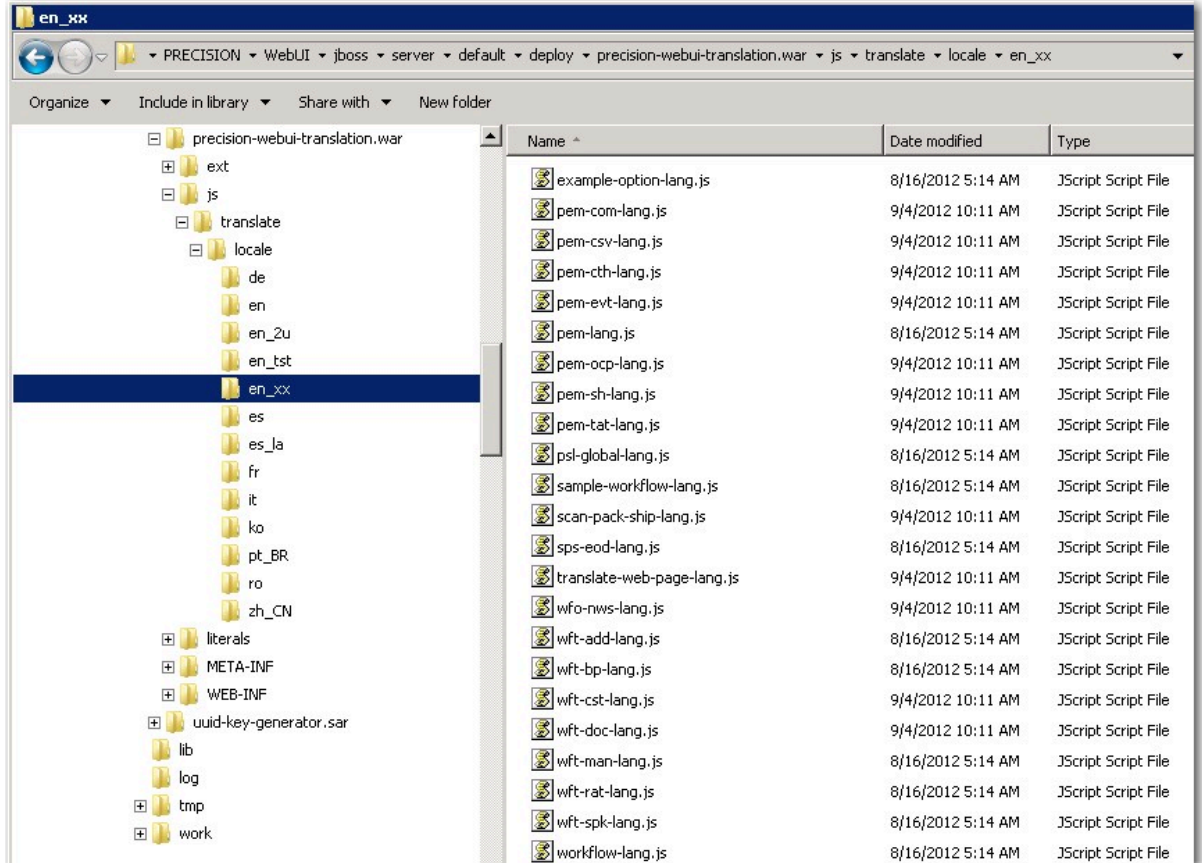 en_xx
PRECISION WebUI jboss server default deploy precision-webui-translation.war js translate locale en_xx
Organize Include in library Share with New folder
precision-webui-translation.war
ext
js
translate
locale
de
en
en_2u
en_tst
en_xx
es
es_la
fr
it
ko
pt_BR
ro
zh_CN
literals
META-INF
WEB-INF
uuid-key-generator.sar
lib
log
tmp
work
Name Date modified Type
example-option-lang.js 8/16/2012 5:14 AM JScript Script File
pem-com-lang.js 9/4/2012 10:11 AM JScript Script File
pem-csv-lang.js 9/4/2012 10:11 AM JScript Script File
pem-cth-lang.js 9/4/2012 10:11 AM JScript Script File
pem-evt-lang.js 9/4/2012 10:11 AM JScript Script File
pem-lang.js 8/16/2012 5:14 AM JScript Script File
pem-ocp-lang.js 9/4/2012 10:11 AM JScript Script File
pem-sh-lang.js 9/4/2012 10:11 AM JScript Script File
pem-tat-lang.js 9/4/2012 10:11 AM JScript Script File
psl-global-lang.js 8/16/2012 5:14 AM JScript Script File
sample-workflow-lang.js 8/16/2012 5:14 AM JScript Script File
scan-pack-ship-lang.js 9/4/2012 10:11 AM JScript Script File
sps-eod-lang.js 8/16/2012 5:14 AM JScript Script File
translate-web-page-lang.js 9/4/2012 10:11 AM JScript Script File
wfo-nws-lang.js 9/4/2012 10:11 AM JScript Script File
wft-add-lang.js 8/16/2012 5:14 AM JScript Script File
wft-bp-lang.js 8/16/2012 5:14 AM JScript Script File
wft-cst-lang.js 9/4/2012 10:11 AM JScript Script File
wft-doc-lang.js 9/4/2012 10:11 AM JScript Script File
wft-man-lang.js 8/16/2012 5:14 AM JScript Script File
wft-rat-lang.js 8/16/2012 5:14 AM JScript Script File
wft-spk-lang.js 8/16/2012 5:14 AM JScript Script File
workflow-lang.js 8/16/2012 5:14 AM JScript Script File